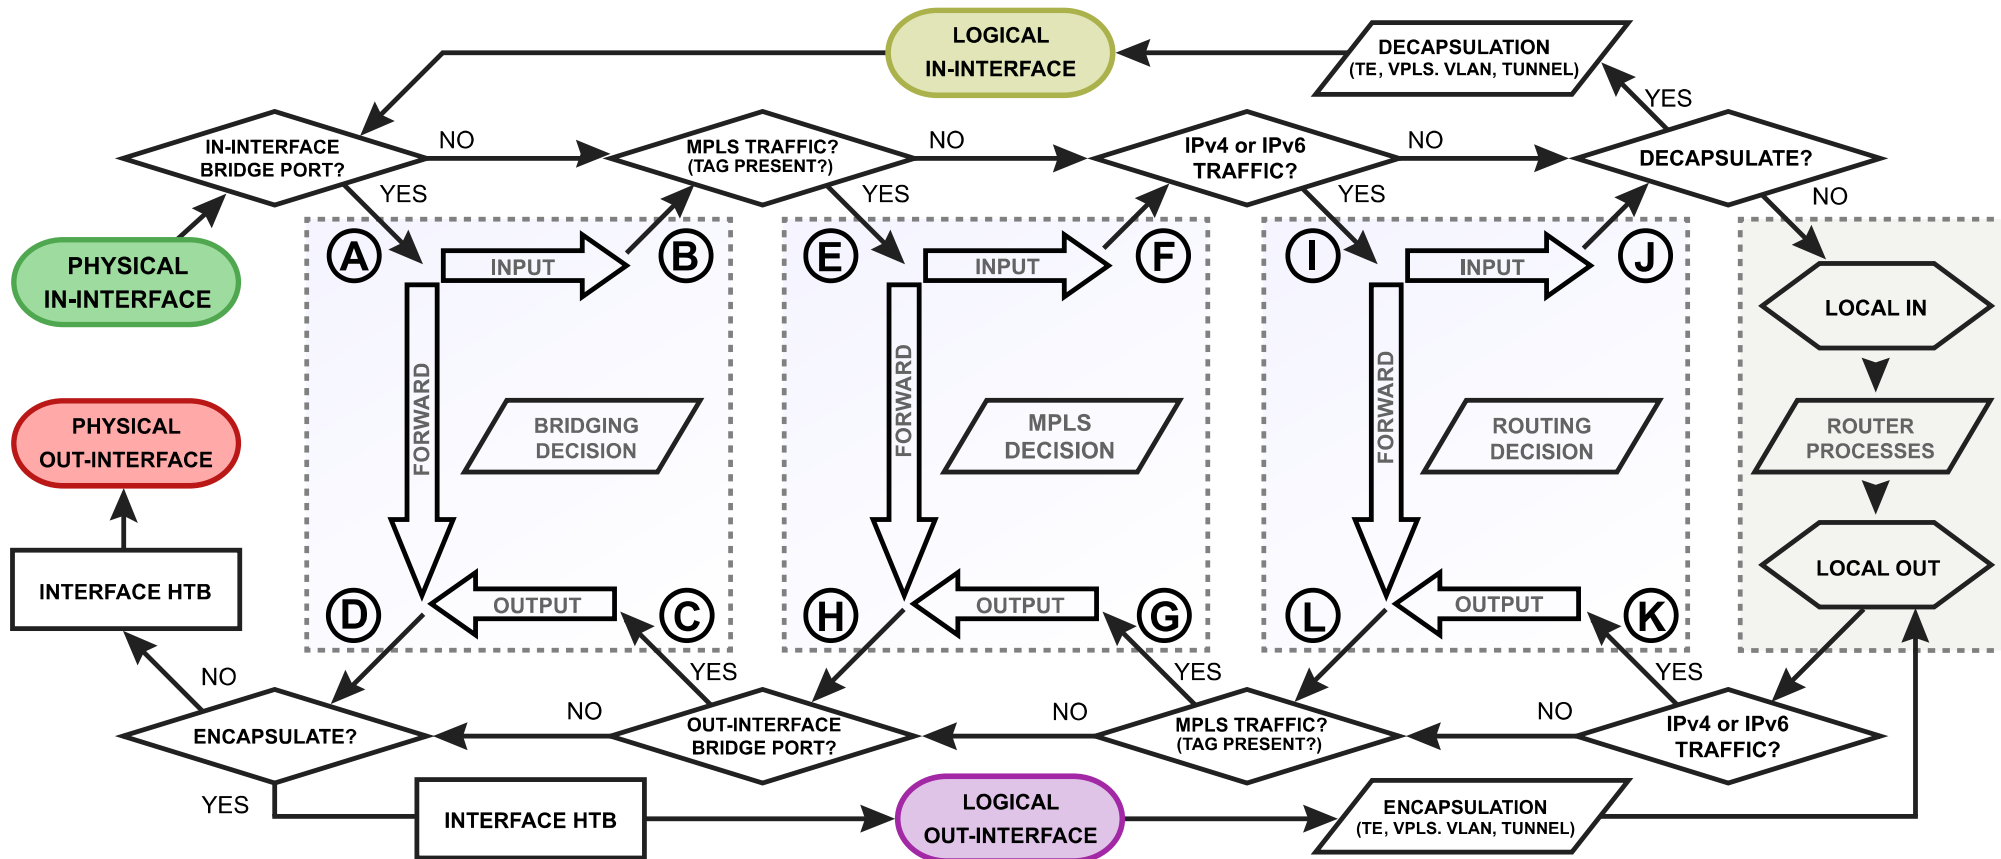 LOGICAL
IN-INTERFACE
DECAPSULATION
(TE, VPLS. VLAN, TUNNEL)
YES
IN-INTERFACE
BRIDGE PORT?
NO
MPLS TRAFFIC?
(TAG PRESENT?)
NO
IPv4 or IPv6
TRAFFIC?
NO
DECAPSULATE?
YES
YES
YES
NO
PHYSICAL
IN-INTERFACE
A
INPUT
B
E
INPUT
F
I
INPUT
J
LOCAL IN
FORWARD
FORWARD
FORWARD
PHYSICAL
OUT-INTERFACE
BRIDGING
DECISION
MPLS
DECISION
ROUTING
DECISION
ROUTER
PROCESSES
INTERFACE HTB
D
OUTPUT
C
H
OUTPUT
G
L
OUTPUT
K
LOCAL OUT
NO
YES
YES
YES
ENCAPSULATE?
NO
OUT-INTERFACE
BRIDGE PORT?
NO
MPLS TRAFFIC?
(TAG PRESENT?)
NO
IPv4 or IPv6
TRAFFIC?
YES
INTERFACE HTB
LOGICAL
OUT-INTERFACE
ENCAPSULATION
(TE, VPLS. VLAN, TUNNEL)